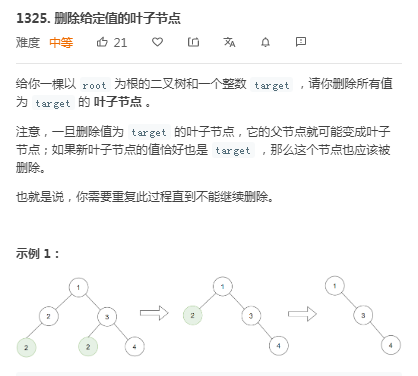 1325. 删除给定值的叶子节点
难度 中等 21
给你一棵以 root 为根的二叉树和一个整数 target ，请你删除所有值
为 target 的 叶子节点 。
注意，一旦删除值为 target 的叶子节点，它的父节点就可能变成叶子
节点；如果新叶子节点的值恰好也是 target ，那么这个节点也应该被
删除。
也就是说，你需要重复此过程直到不能继续删除。
示例 1：
1 1 1
2 3 2 3 3
2 2 4 4 4